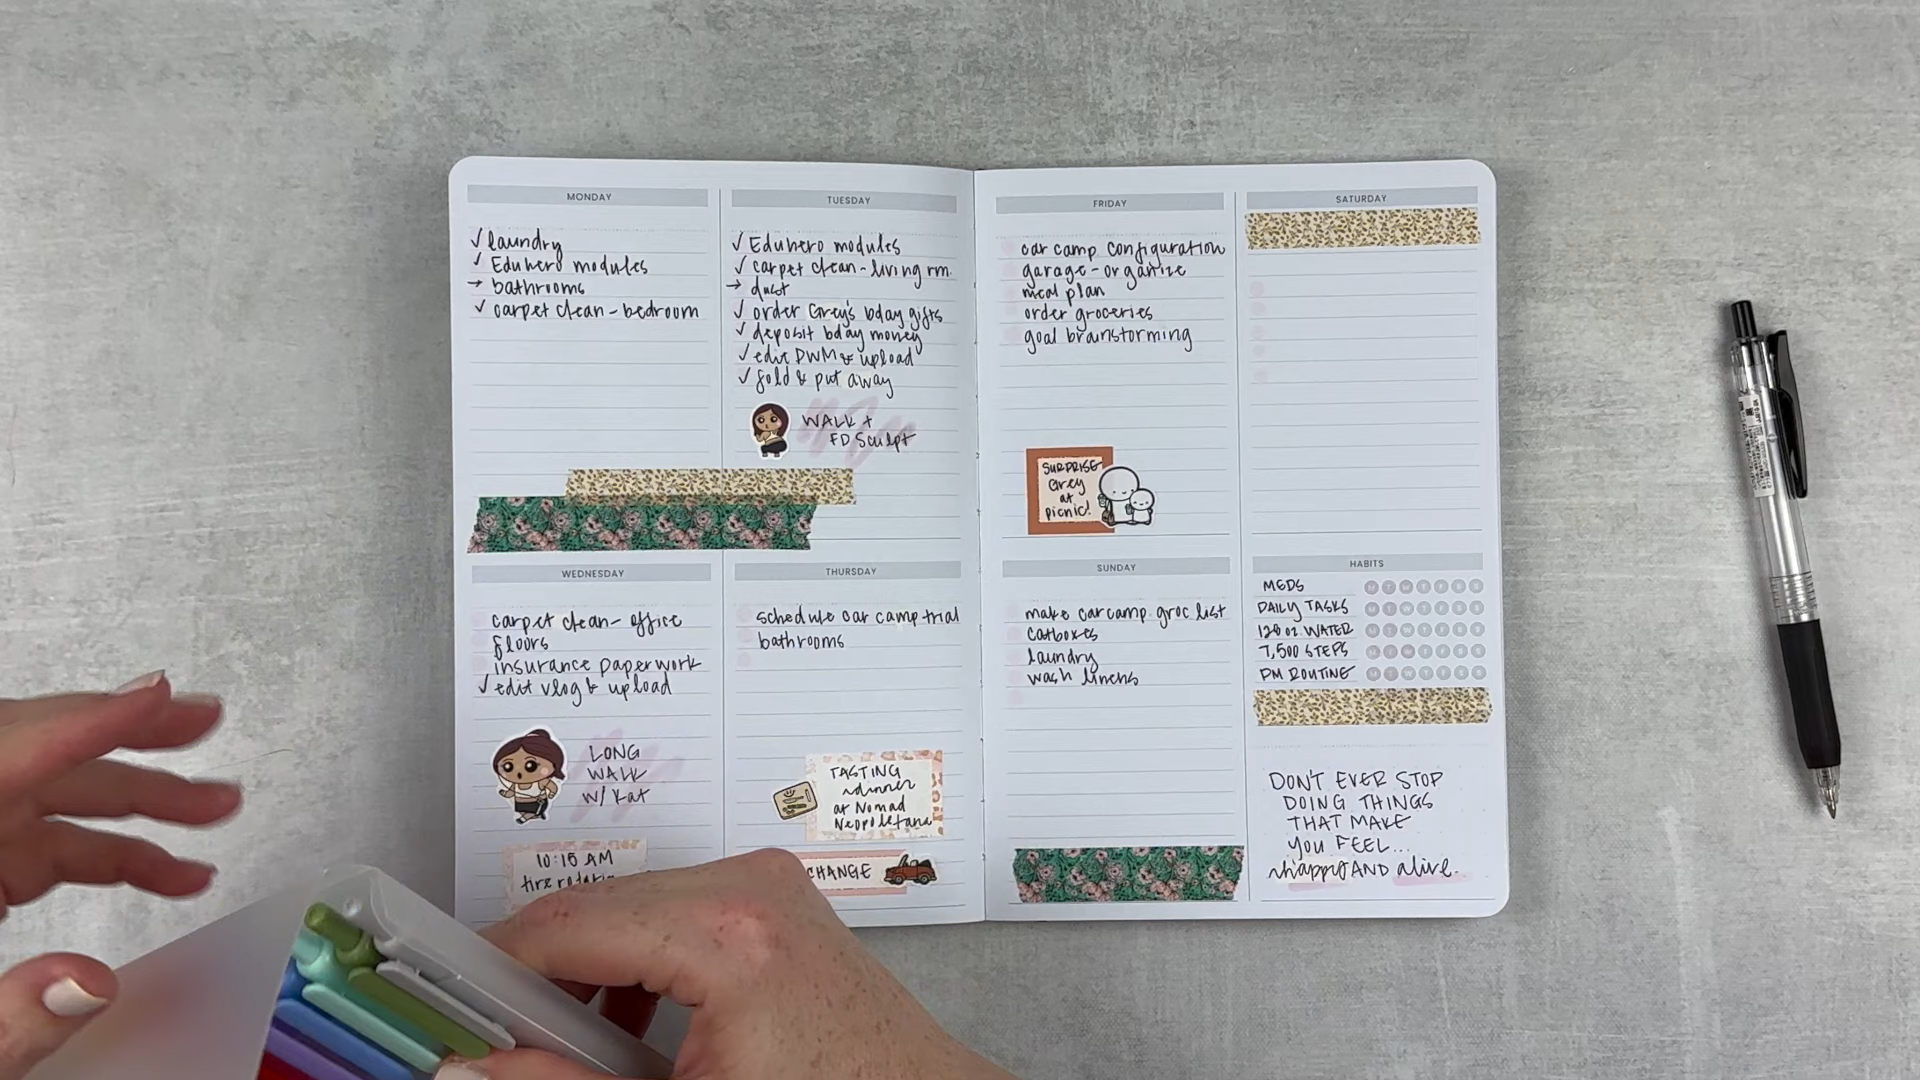 MONDAY
✓ laundry
✓ Eduhero modules
→ bathrooms
✓ carpet clean - bedroom
TUESDAY
✓ Eduhero modules
✓ carpet clean - living rm.
→ dust
✓ order Grey's bday gifts
✓ deposit bday money
✓ edit PWM & upload
✓ fold & put away
WALK +
FD Sculpt
WEDNESDAY
carpet clean - office
floors
insurance paperwork
✓ edit vlog & upload
LONG
WALK
w/ Kat
10:15 AM
tire
THURSDAY
schedule car camp trial
bathrooms
TASTING
dinner
at Nomad
Neopoletana
CHANGE
FRIDAY
car camp configuration
garage - organize
meal plan
order groceries
goal brainstorming
SURPRISE
Grey
at
picnic!
SATURDAY
SUNDAY
make car camp groc list
catboxes
laundry
wash linens
HABITS
MEDS M T W T F S S
DAILY TASKS M T W T F S S
120 oz WATER M T W T F S S
7,500 STEPS M T W T F S S
PM ROUTINE M T W T F S S
DON'T EVER STOP
DOING THINGS
THAT MAKE
YOU FEEL...
happy AND alive.